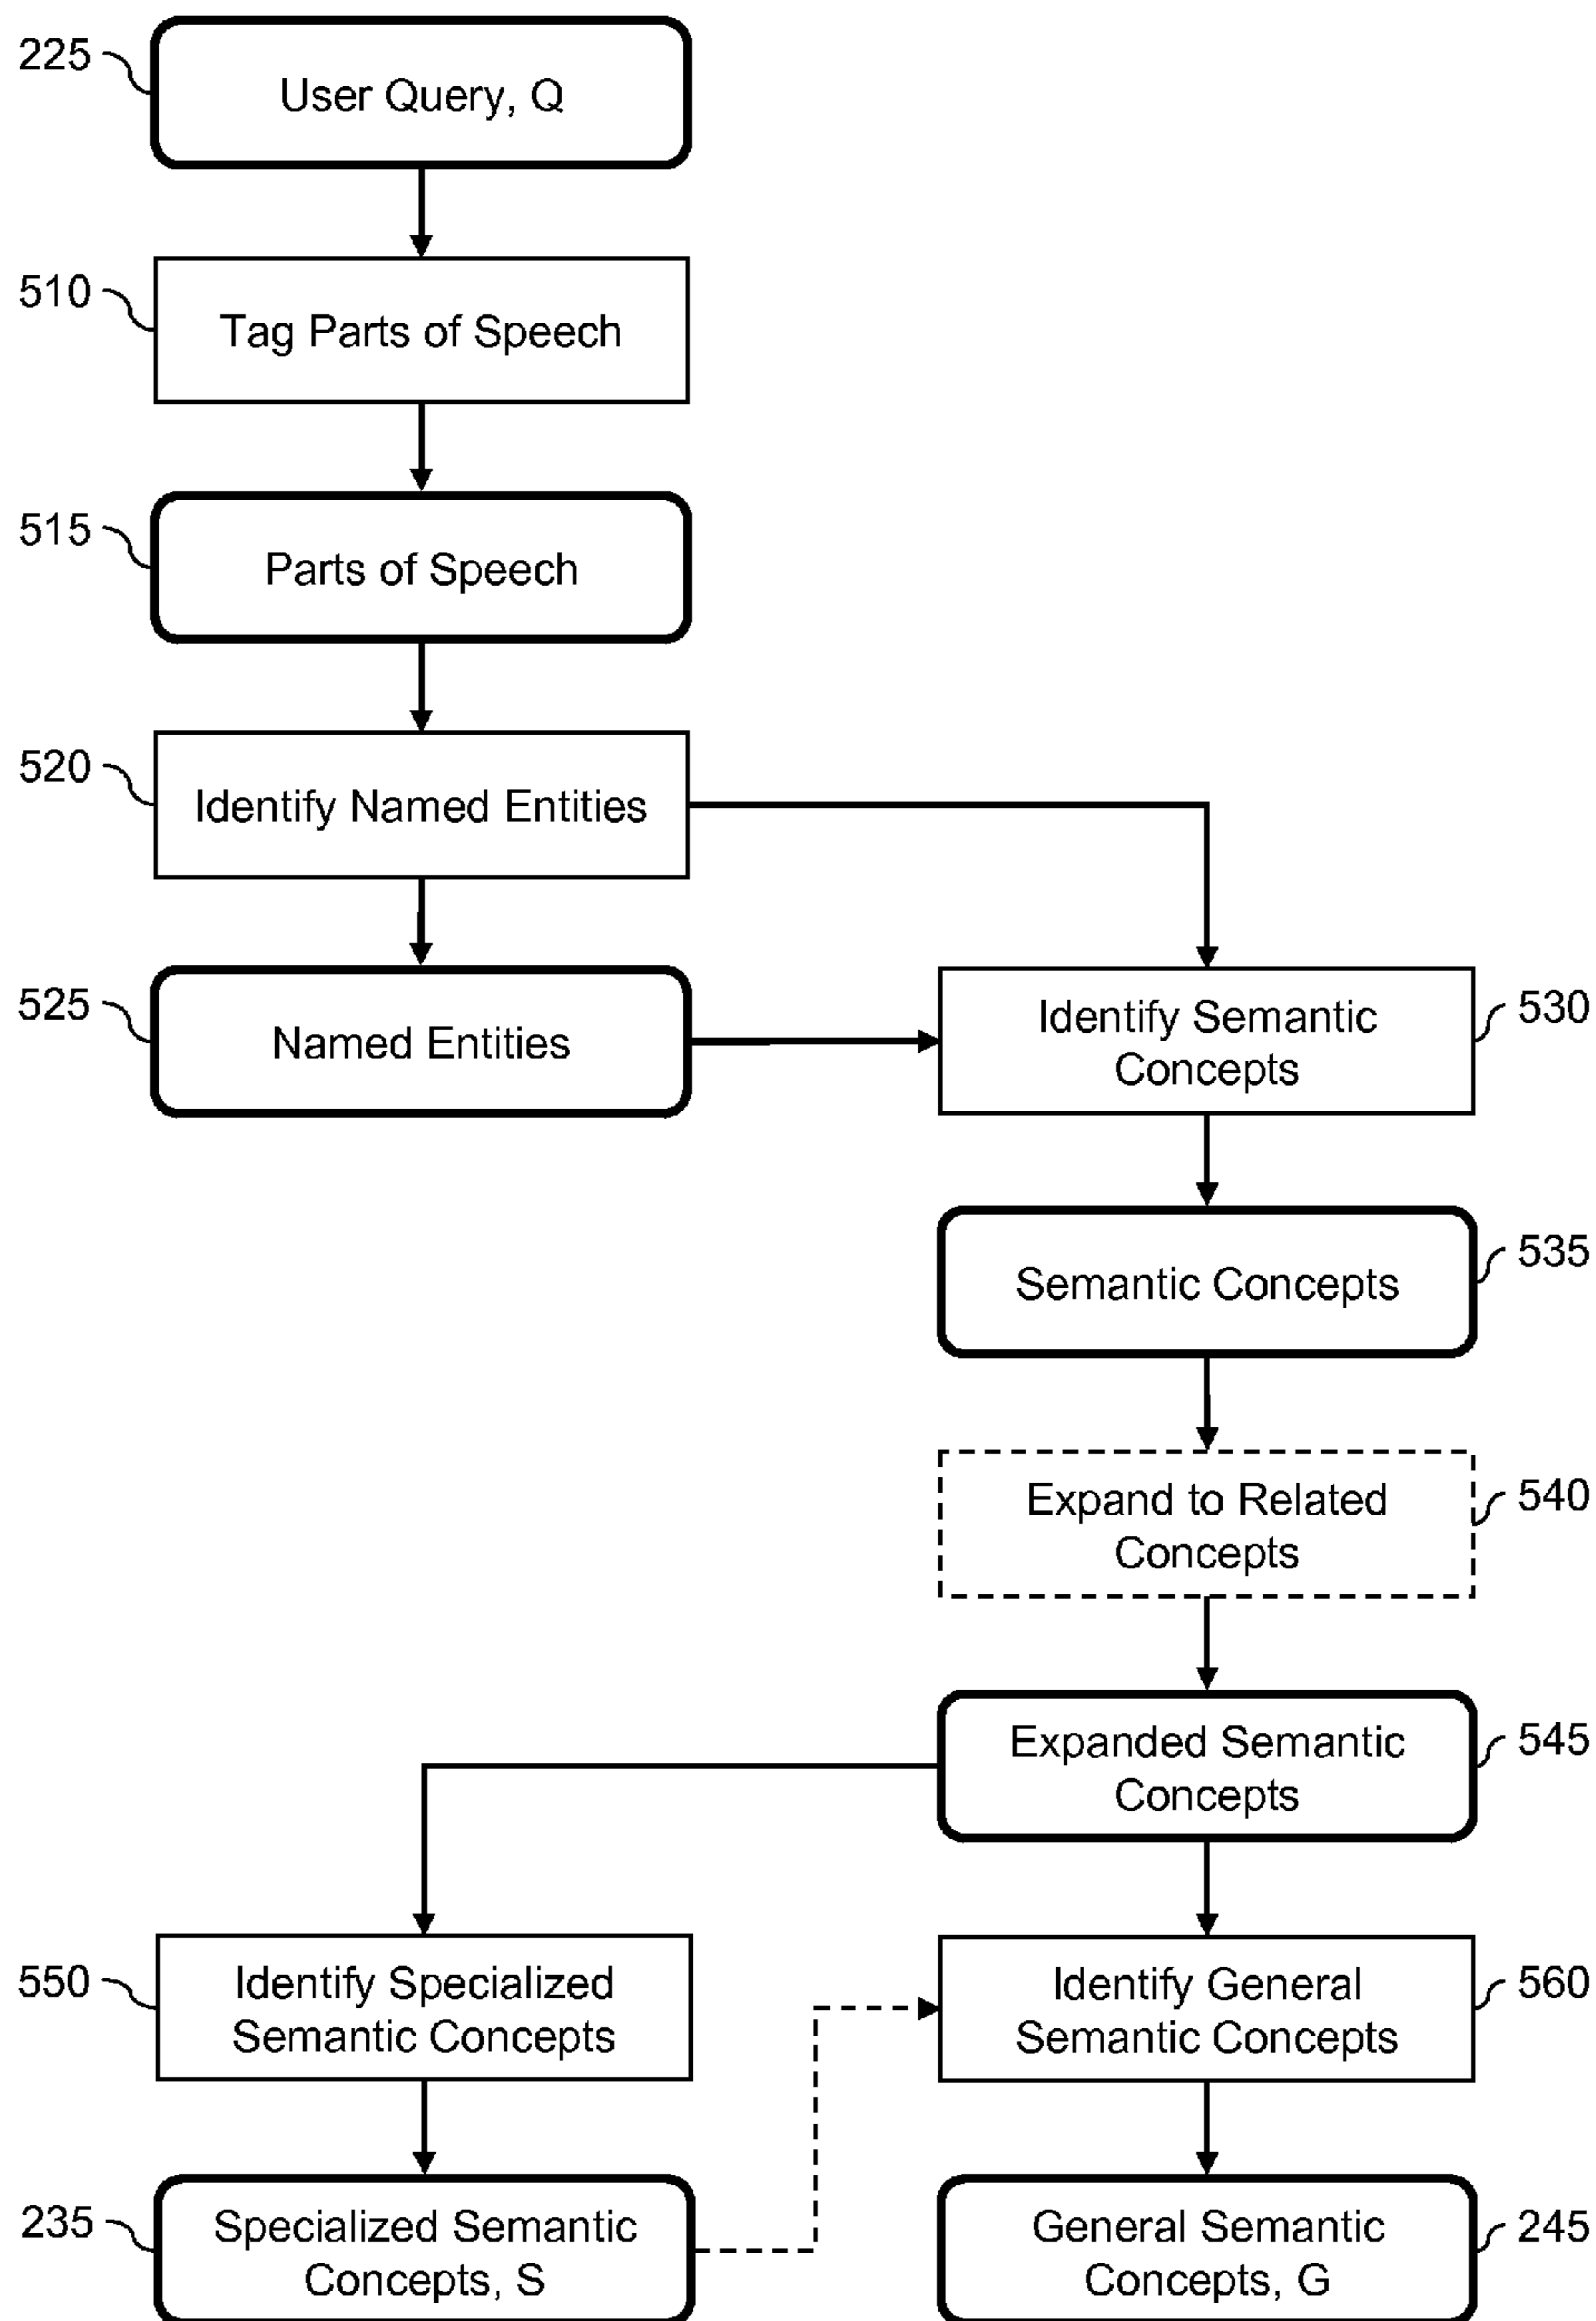 225
User Query, Q
510
Tag Parts of Speech
515
Parts of Speech
520
Identify Named Entities
525
Named Entities
Identify Semantic
Concepts
530
Semantic Concepts
535
Expand to Related
Concepts
540
Expanded Semantic
Concepts
545
550
Identify Specialized
Semantic Concepts
Identify General
Semantic Concepts
560
235
Specialized Semantic
Concepts, S
General Semantic
Concepts, G
245